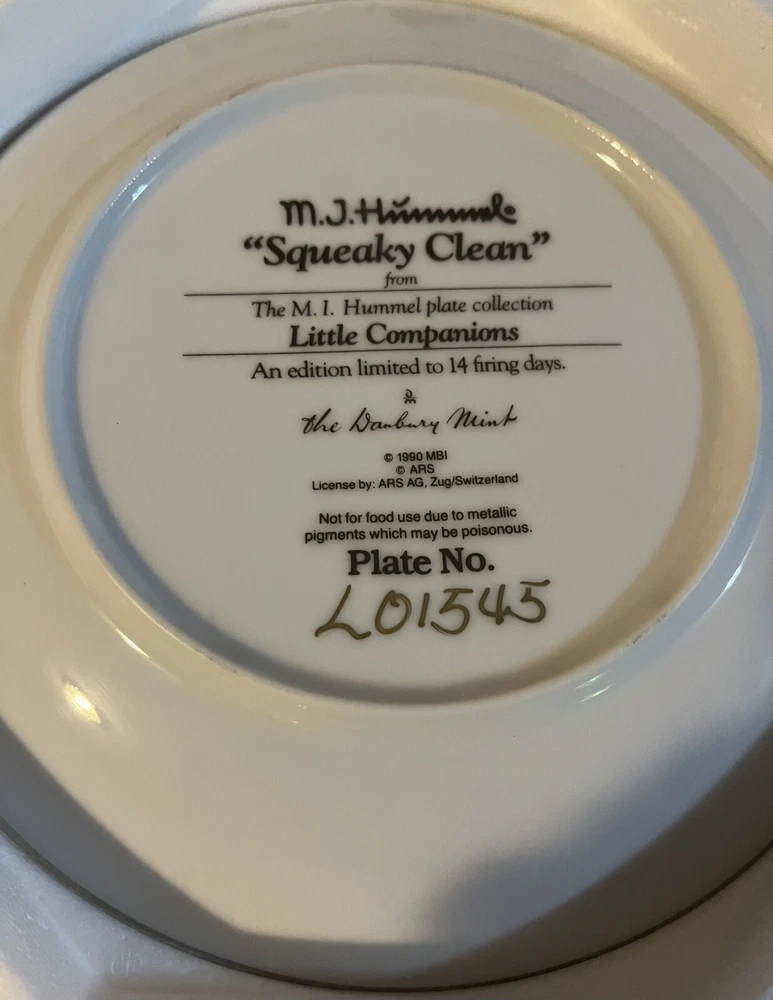 M.J.Hummel
“Squeaky Clean”
from
The M. I. Hummel plate collection
Little Companions
An edition limited to 14 firing days.
the Danbury Mint
© 1990 MBI
© ARS
License by: ARS AG, Zug/Switzerland
Not for food use due to metallic
pigments which may be poisonous.
Plate No.
L01545